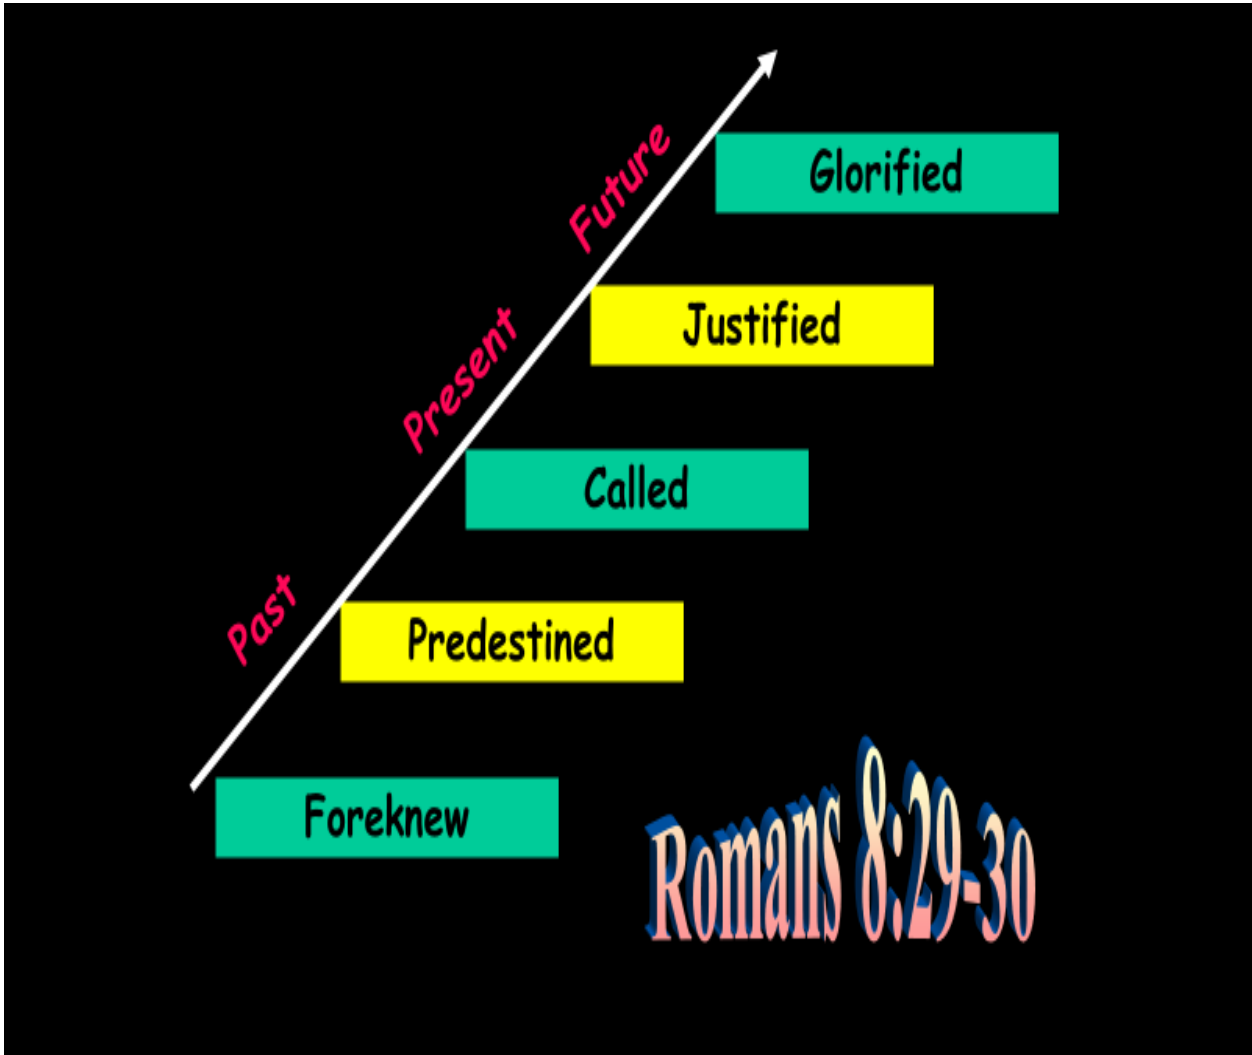 Future
Glorified
Present
Justified
Called
Past
Predestined
Foreknew
Romans 8:29-30